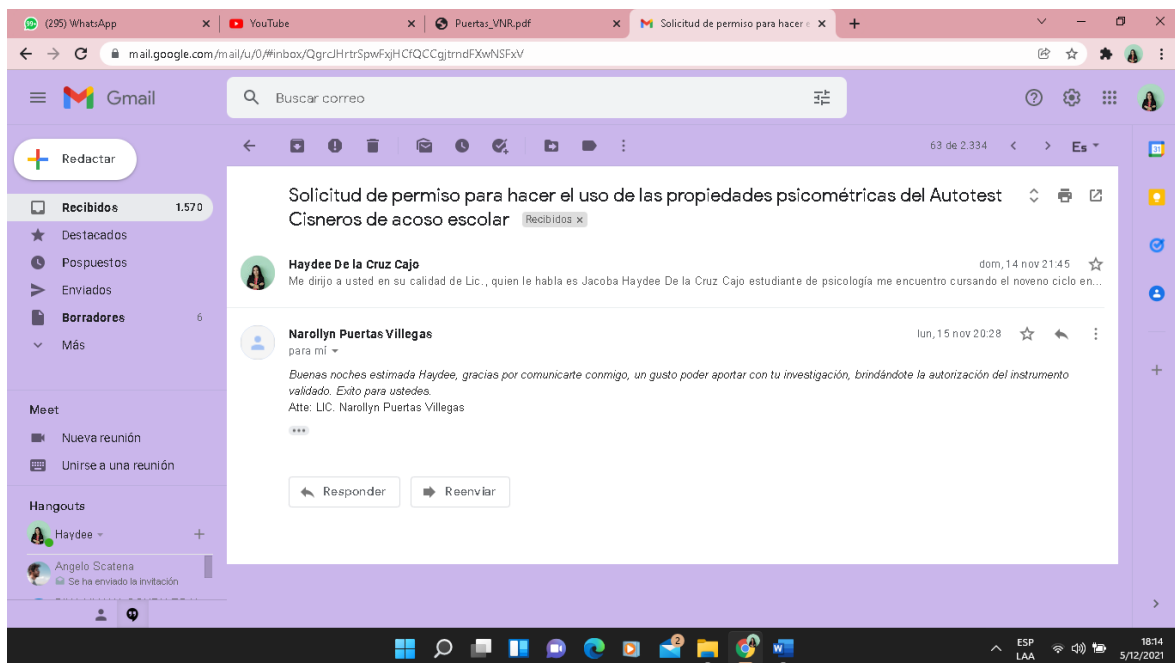 (295) WhatsApp
YouTube
Puertas_VNR.pdf
Solicitud de permiso para hacer e
mail.google.com/mail/u/0/#inbox/QgrcJHrtrSpwFxjHCfQCCgjtrndFXwNSFxV
Gmail
Buscar correo
Redactar
63 de 2.334
Es
31
Recibidos 1.570
Destacados
Pospuestos
Enviados
Borradores 6
Más
Solicitud de permiso para hacer el uso de las propiedades psicométricas del Autotest
Cisneros de acoso escolar Recibidos x
Haydee De la Cruz Cajo dom, 14 nov 21:45
Me dirijo a usted en su calidad de Lic., quien le habla es Jacoba Haydee De la Cruz Cajo estudiante de psicología me encuentro cursando el noveno ciclo en...
Narollyn Puertas Villegas lun, 15 nov 20:28
para mí
Buenas noches estimada Haydee, gracias por comunicarte conmigo, un gusto poder aportar con tu investigación, brindándote la autorización del instrumento
validado. Exito para ustedes.
Atte: LIC. Narollyn Puertas Villegas
Responder
Reenviar
Meet
Nueva reunión
Unirse a una reunión
Hangouts
Haydee
Angelo Scatena
Se ha enviado la invitación
2
ESP
LAA
18:14
5/12/2021